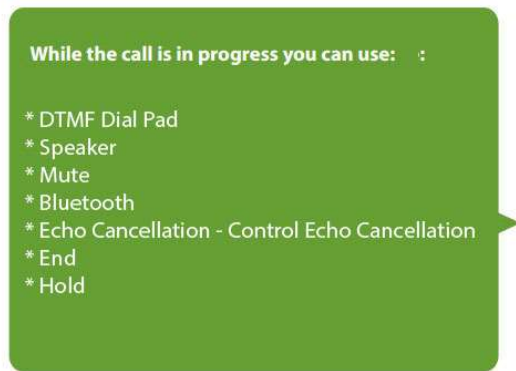 While the call is in progress you can use: :
* DTMF Dial Pad
* Speaker
* Mute
* Bluetooth
* Echo Cancellation - Control Echo Cancellation
* End
* Hold